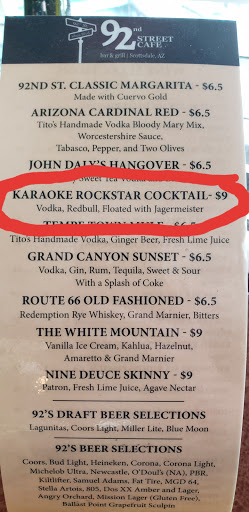 92nd
STREET
CAFE
bar & grill | Scottsdale, AZ
92ND ST. CLASSIC MARGARITA - $6.5
Made with Cuervo Gold
ARIZONA CARDINAL RED - $6.5
Tito's Handmade Vodka Bloody Mary Mix,
Worcestershire Sauce,
Tabasco, Pepper, and Two Olives
JOHN DALY'S HANGOVER - $6.5
Sweet Tea Vodka
KARAOKE ROCKSTAR COCKTAIL- $9
Vodka, Redbull, Floated with Jagermeister
TEMPE TOWN MULE - $6.5
Tito's Handmade Vodka, Ginger Beer, Fresh Lime Juice
GRAND CANYON SUNSET - $6.5
Vodka, Gin, Rum, Tequila, Sweet & Sour
With a Splash of Coke
ROUTE 66 OLD FASHIONED - $6.5
Redemption Rye Whiskey, Grand Marnier, Bitters
THE WHITE MOUNTAIN - $9
Vanilla Ice Cream, Kahlua, Hazelnut,
Amaretto & Grand Marnier
NINE DEUCE SKINNY - $9
Patron, Fresh Lime Juice, Agave Nectar
92'S DRAFT BEER SELECTIONS
Lagunitas, Coors Light, Miller Lite, Blue Moon
92'S BEER SELECTIONS
Coors, Bud Light, Heineken, Corona, Corona Light,
Michelob Ultra, Newcastle, O'Doul's (NA), PBR,
Kiltlifter, Samuel Adams, Fat Tire, MGD 64,
Stella Artois, 805, Dos XX Amber and Lager,
Angry Orchard, Mission Lager (Gluten Free),
Ballast Point Grapefruit Sculpin